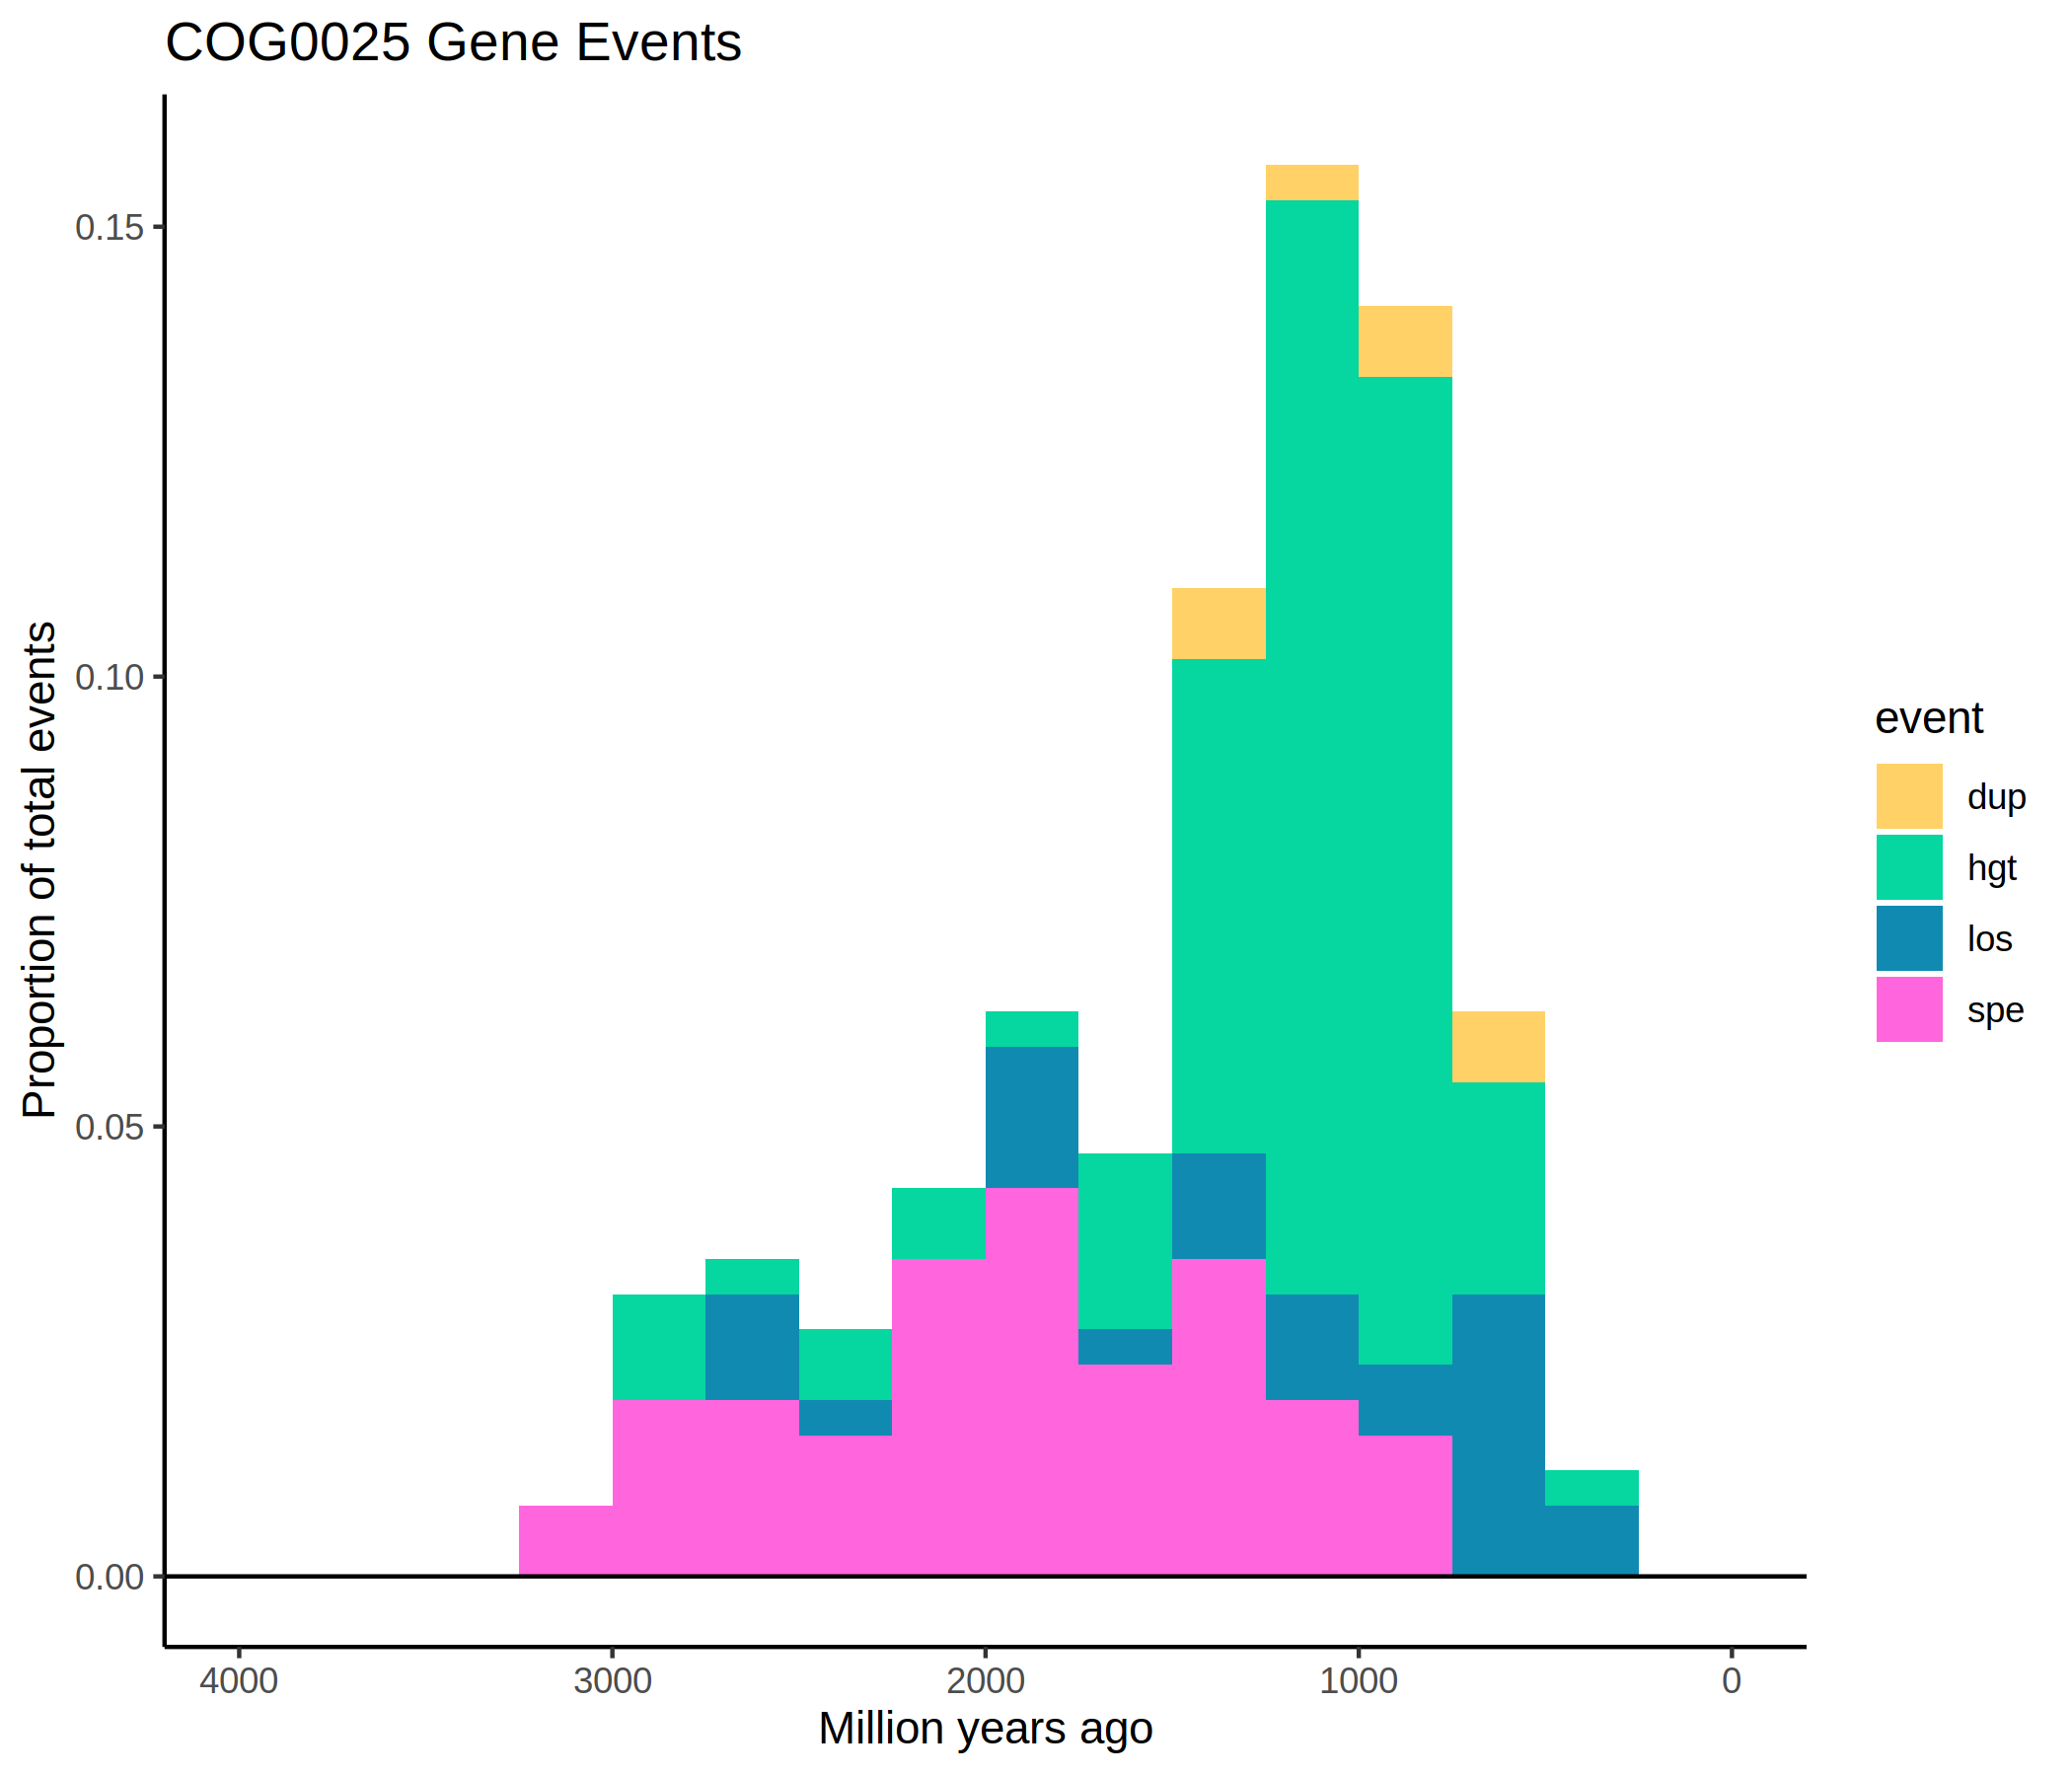 COG0025 Gene Events
Proportion of total events
0.15
0.10
0.05
0.00
4000 3000 2000 1000 0
Million years ago
event
dup
hgt
los
spe